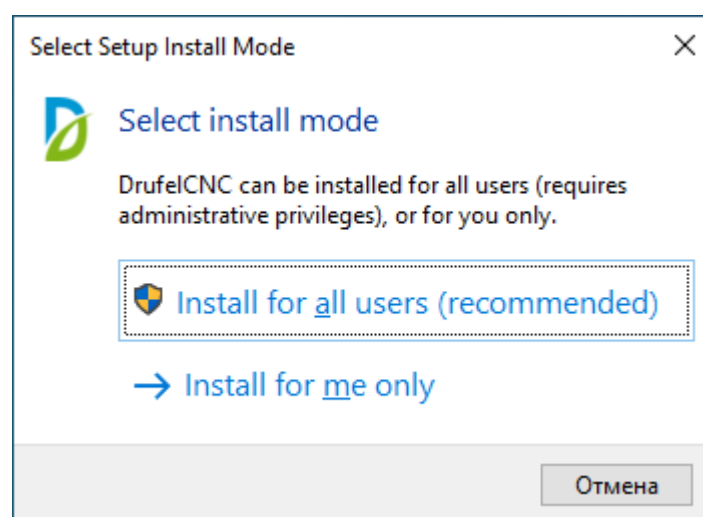 Select Setup Install Mode
Select install mode
DrufelCNC can be installed for all users (requires
administrative privileges), or for you only.
Install for all users (recommended)
Install for me only
Отмена